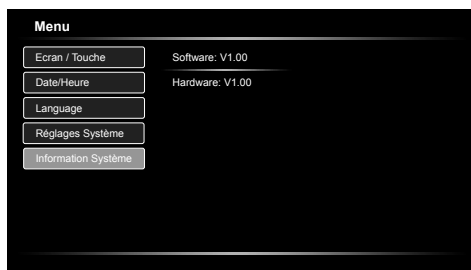 Menu
Ecran / Touche
Software: V1.00
Date/Heure
Hardware: V1.00
Language
Réglages Système
Information Système